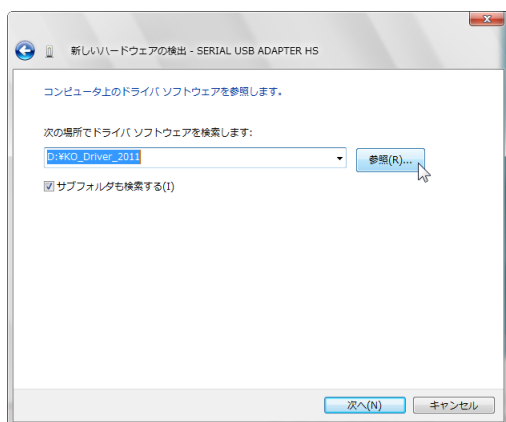 新しいハードウェアの検出 - SERIAL USB ADAPTER HS
コンピュータ上のドライバ ソフトウェアを参照します。
次の場所でドライバ ソフトウェアを検索します:
D:¥KO_Driver_2011
参照(R)...
サブフォルダも検索する(I)
次へ(N)
キャンセル